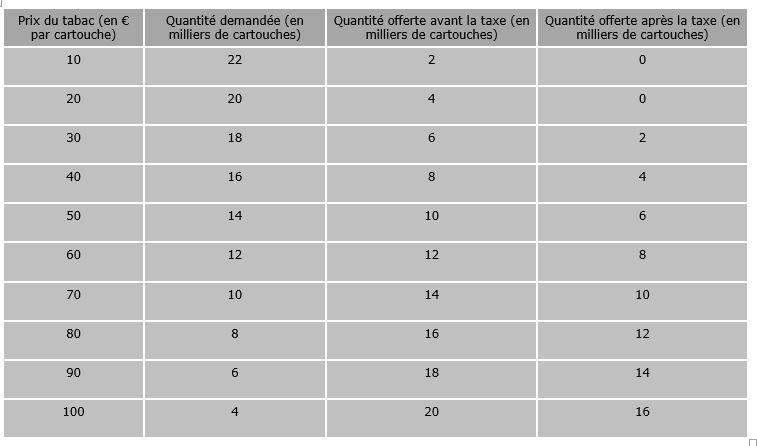 Prix du tabac (en € par cartouche) Quantité demandée (en milliers de cartouches) Quantité offerte avant la taxe (en milliers de cartouches) Quantité offerte après la taxe (en milliers de cartouches)
10 22 2 0
20 20 4 0
30 18 6 2
40 16 8 4
50 14 10 6
60 12 12 8
70 10 14 10
80 8 16 12
90 6 18 14
100 4 20 16